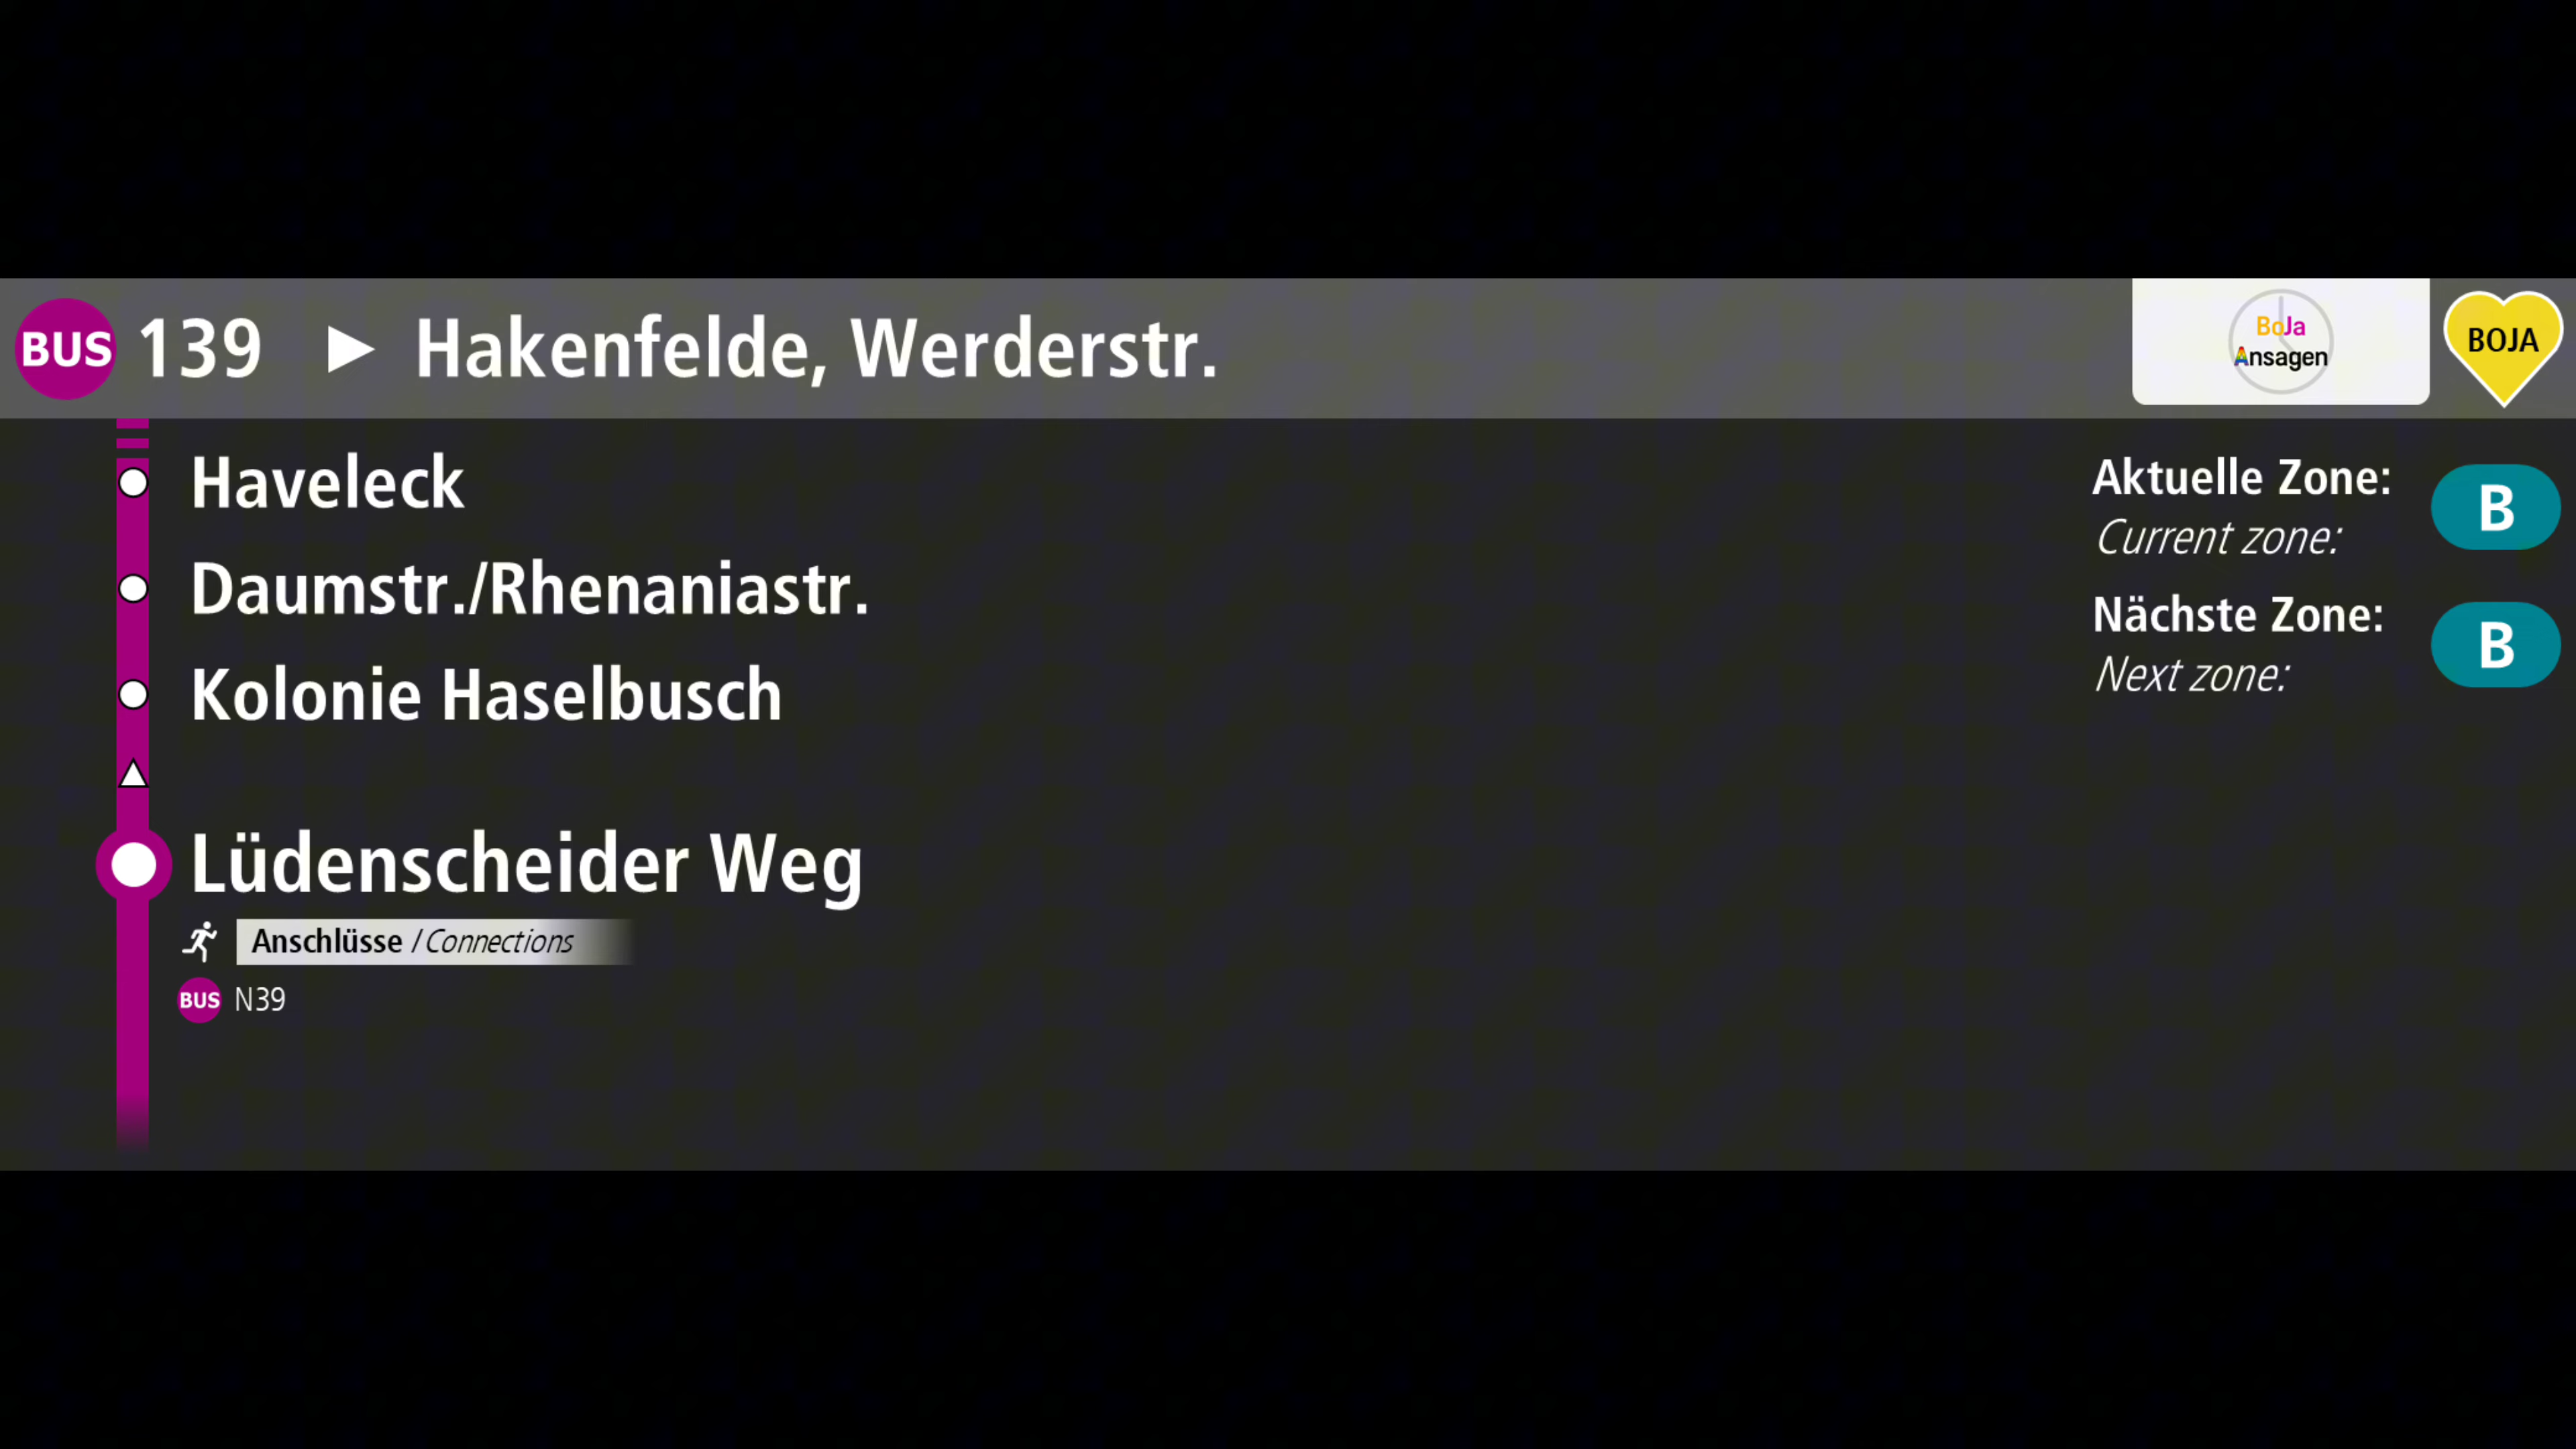 BUS 139 ► Hakenfelde, Werderstr.
BoJa
Ansagen
BOJA
Haveleck
Daumstr./Rhenaniastr.
Kolonie Haselbusch
Lüdenscheider Weg
Anschlüsse / Connections
BUS N39
Aktuelle Zone: B
Current zone:
Nächste Zone: B
Next zone: